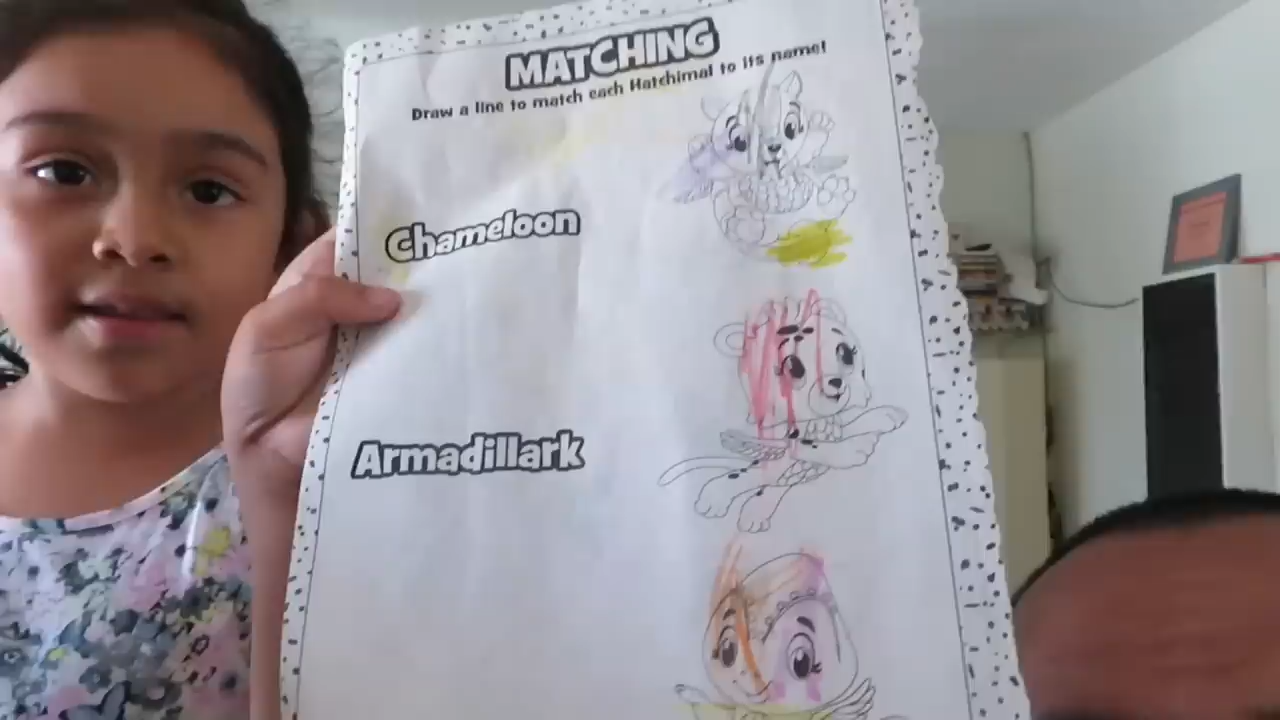 MATCHING
Draw a line to match each Hatchimal to its name!
Chameloon
Armadillark